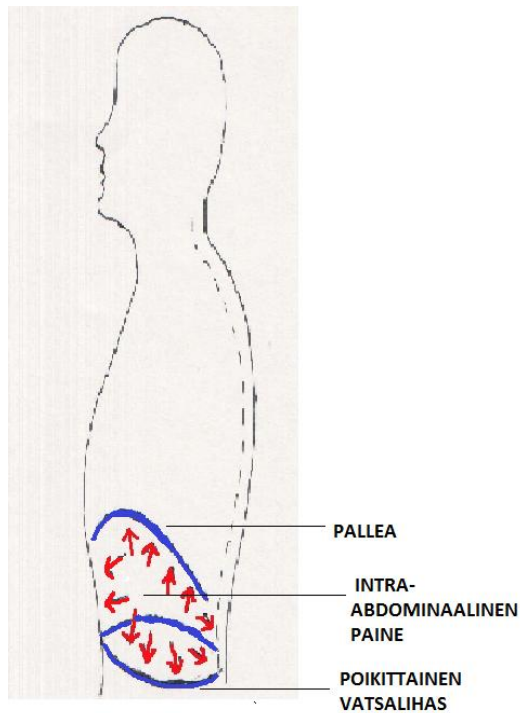 PALLEA
INTRA-
ABDOMINAALINEN
PAINE
POIKITTAINEN
VATSALIHAS